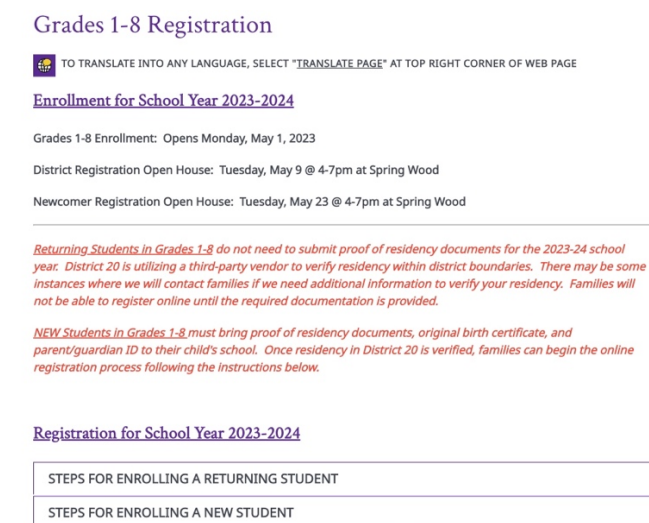 Grades 1-8 Registration
TO TRANSLATE INTO ANY LANGUAGE, SELECT "TRANSLATE PAGE" AT TOP RIGHT CORNER OF WEB PAGE
Enrollment for School Year 2023-2024
Grades 1-8 Enrollment:  Opens Monday, May 1, 2023
District Registration Open House:  Tuesday, May 9 @ 4-7pm at Spring Wood
Newcomer Registration Open House:  Tuesday, May 23 @ 4-7pm at Spring Wood
Returning Students in Grades 1-8 do not need to submit proof of residency documents for the 2023-24 school
year.  District 20 is utilizing a third-party vendor to verify residency within district boundaries.  There may be some
instances where we will contact families if we need additional information to verify your residency.  Families will
not be able to register online until the required documentation is provided.
NEW Students in Grades 1-8 must bring proof of residency documents, original birth certificate, and
parent/guardian ID to their child's school.  Once residency in District 20 is verified, families can begin the online
registration process following the instructions below.
Registration for School Year 2023-2024
STEPS FOR ENROLLING A RETURNING STUDENT
STEPS FOR ENROLLING A NEW STUDENT